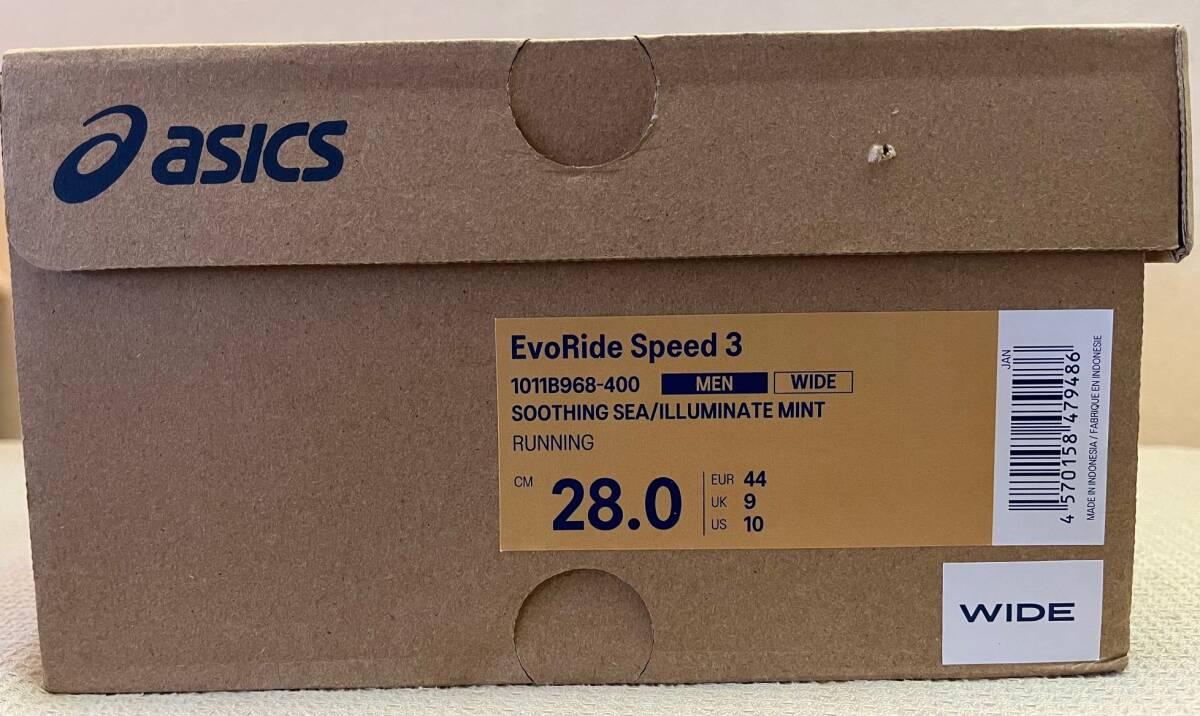 asics
EvoRide Speed 3
1011B968-400 MEN WIDE
SOOTHING SEA/ILLUMINATE MINT
RUNNING
CM 28.0
EUR 44
UK 9
US 10
JAN
4 570158 479486
MADE IN INDONESIA / FABRIQUE EN INDONESIE
WIDE